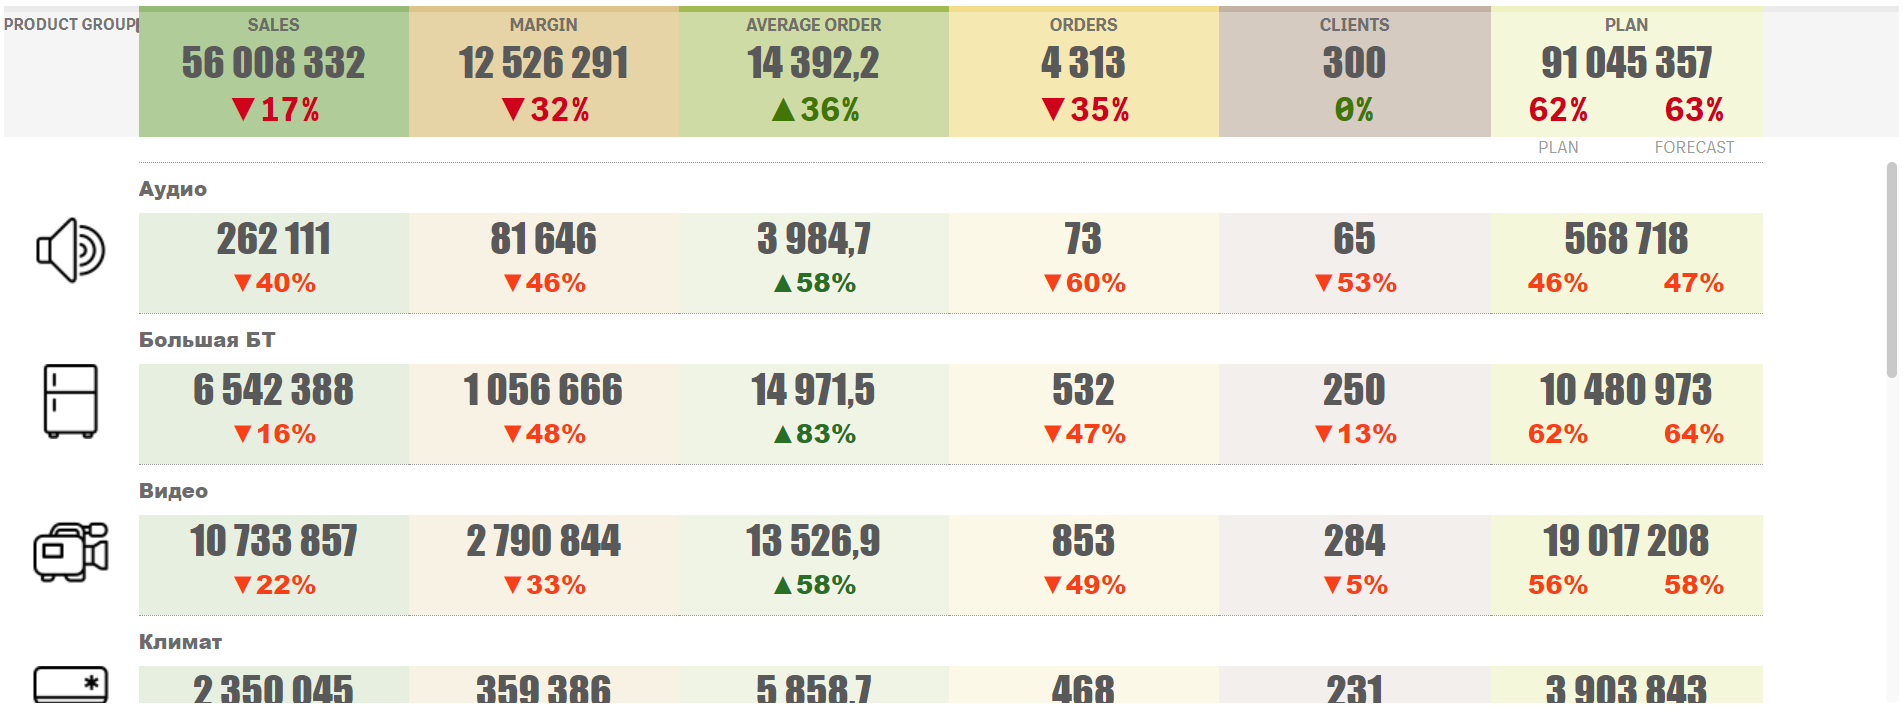 PRODUCT GROUP SALES MARGIN AVERAGE ORDER ORDERS CLIENTS PLAN
56 008 332 12 526 291 14 392,2 4 313 300 91 045 357
▼17% ▼32% ▲36% ▼35% 0% 62% 63%
PLAN FORECAST
Аудио
262 111 81 646 3 984,7 73 65 568 718
▼40% ▼46% ▲58% ▼60% ▼53% 46% 47%
Большая БТ
6 542 388 1 056 666 14 971,5 532 250 10 480 973
▼16% ▼48% ▲83% ▼47% ▼13% 62% 64%
Видео
10 733 857 2 790 844 13 526,9 853 284 19 017 208
▼22% ▼33% ▲58% ▼49% ▼5% 56% 58%
Климат
2 350 045 359 386 5 858,7 468 231 3 903 843